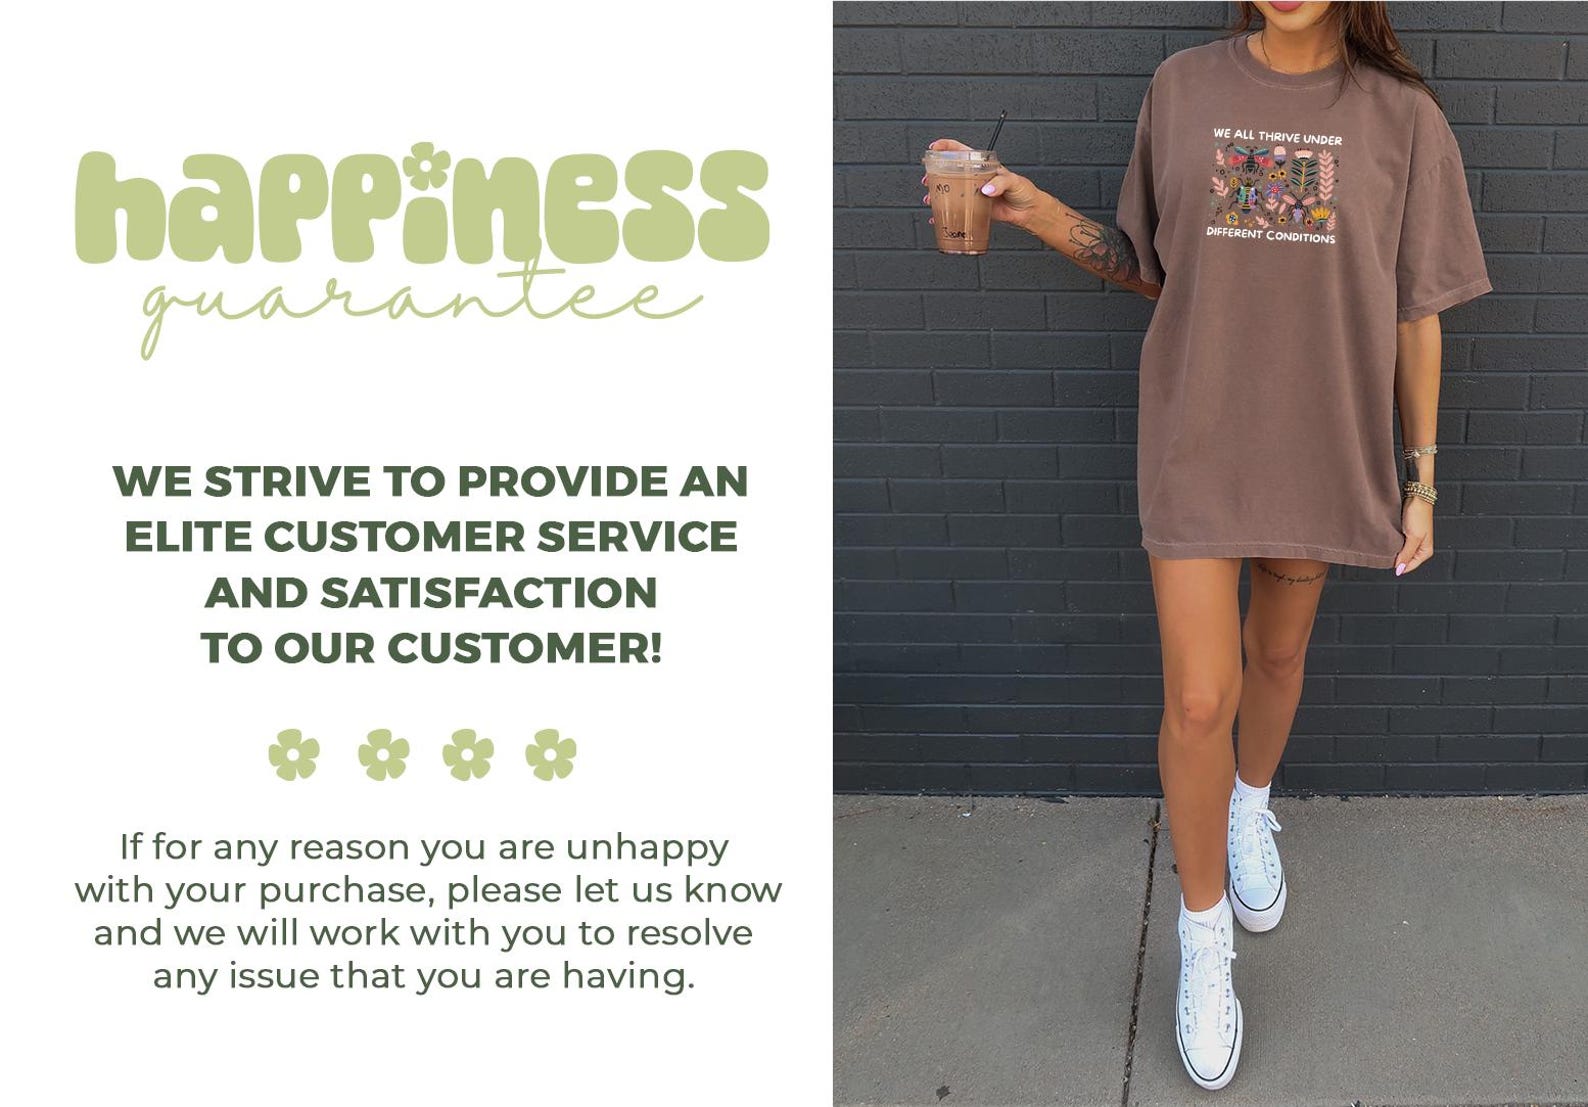 happiness
guarantee
WE STRIVE TO PROVIDE AN
ELITE CUSTOMER SERVICE
AND SATISFACTION
TO OUR CUSTOMER!
If for any reason you are unhappy
with your purchase, please let us know
and we will work with you to resolve
any issue that you are having.
WE ALL THRIVE UNDER
DIFFERENT CONDITIONS